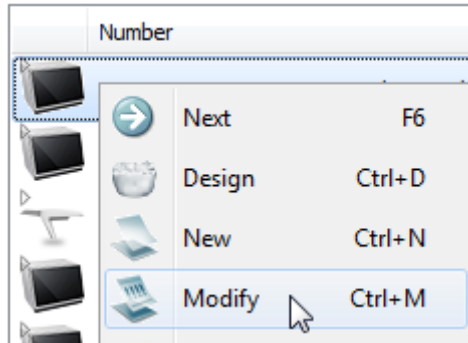 Number
Next F6
Design Ctrl+D
New Ctrl+N
Modify Ctrl+M